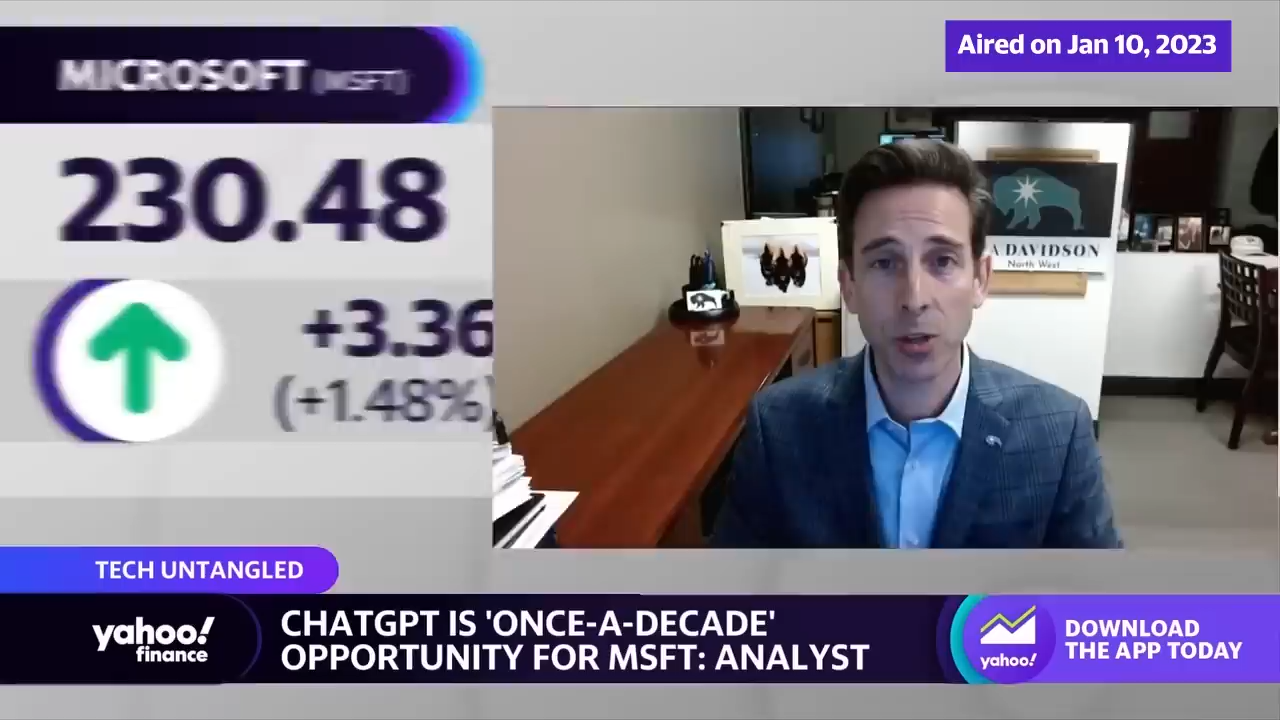 Aired on Jan 10, 2023
MICROSOFT (MSFT)
230.48
+3.36
(+1.48%)
A DAVIDSON
North West
TECH UNTANGLED
yahoo!
finance
CHATGPT IS 'ONCE-A-DECADE'
OPPORTUNITY FOR MSFT: ANALYST
yahoo!
DOWNLOAD
THE APP TODAY